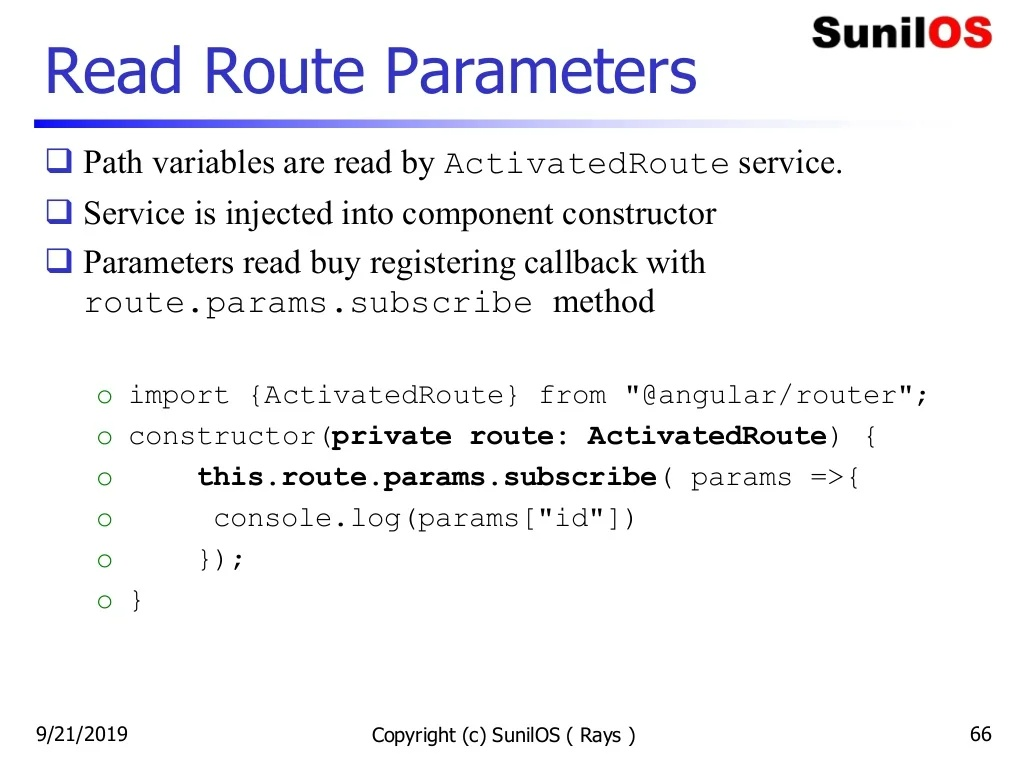 SunilOS
Read Route Parameters
Path variables are read by ActivatedRoute service.
Service is injected into component constructor
Parameters read buy registering callback with
route.params.subscribe method
import {ActivatedRoute} from "@angular/router";
constructor(private route: ActivatedRoute) {
this.route.params.subscribe( params =>{
console.log(params["id"])
});
}
9/21/2019
Copyright (c) SunilOS ( Rays )
66